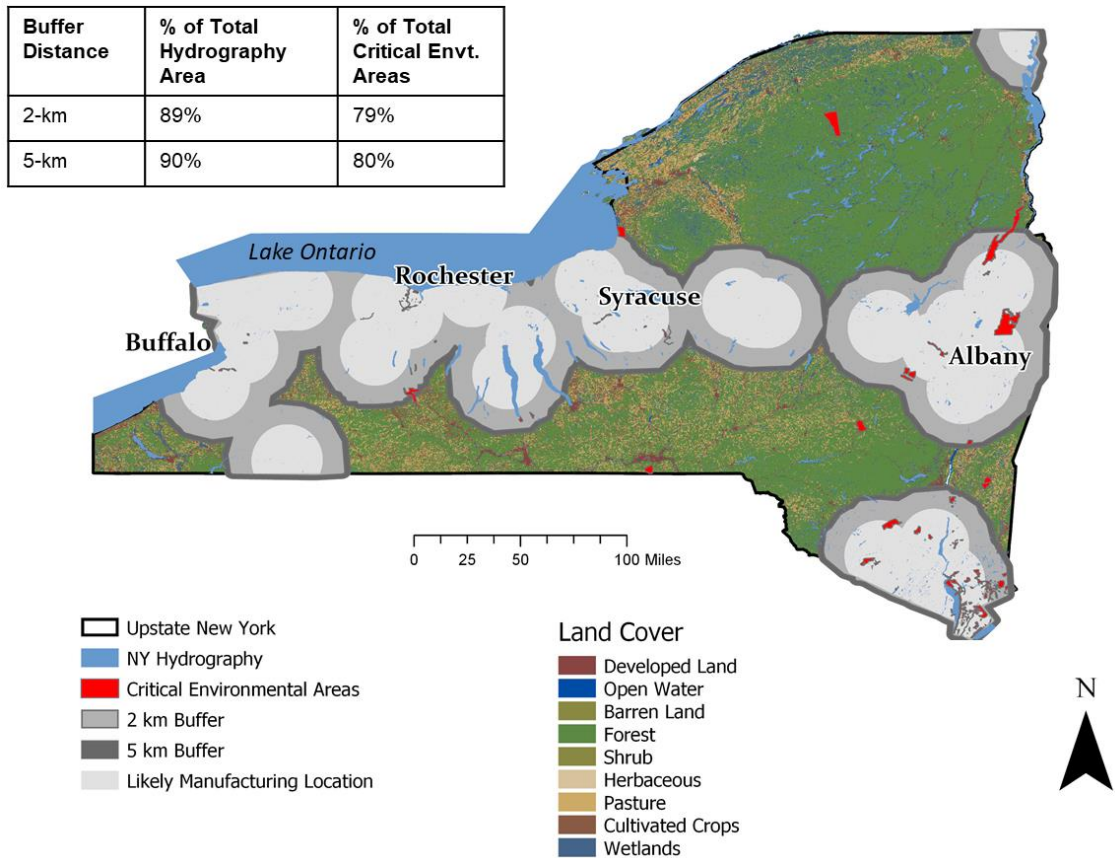 Buffer Distance
% of Total Hydrography Area
% of Total Critical Envt. Areas
2-km
89%
79%
5-km
90%
80%
Lake Ontario
Rochester
Syracuse
Buffalo
Albany
0 25 50 100 Miles
Upstate New York
NY Hydrography
Critical Environmental Areas
2 km Buffer
5 km Buffer
Likely Manufacturing Location
Land Cover
Developed Land
Open Water
Barren Land
Forest
Shrub
Herbaceous
Pasture
Cultivated Crops
Wetlands
N